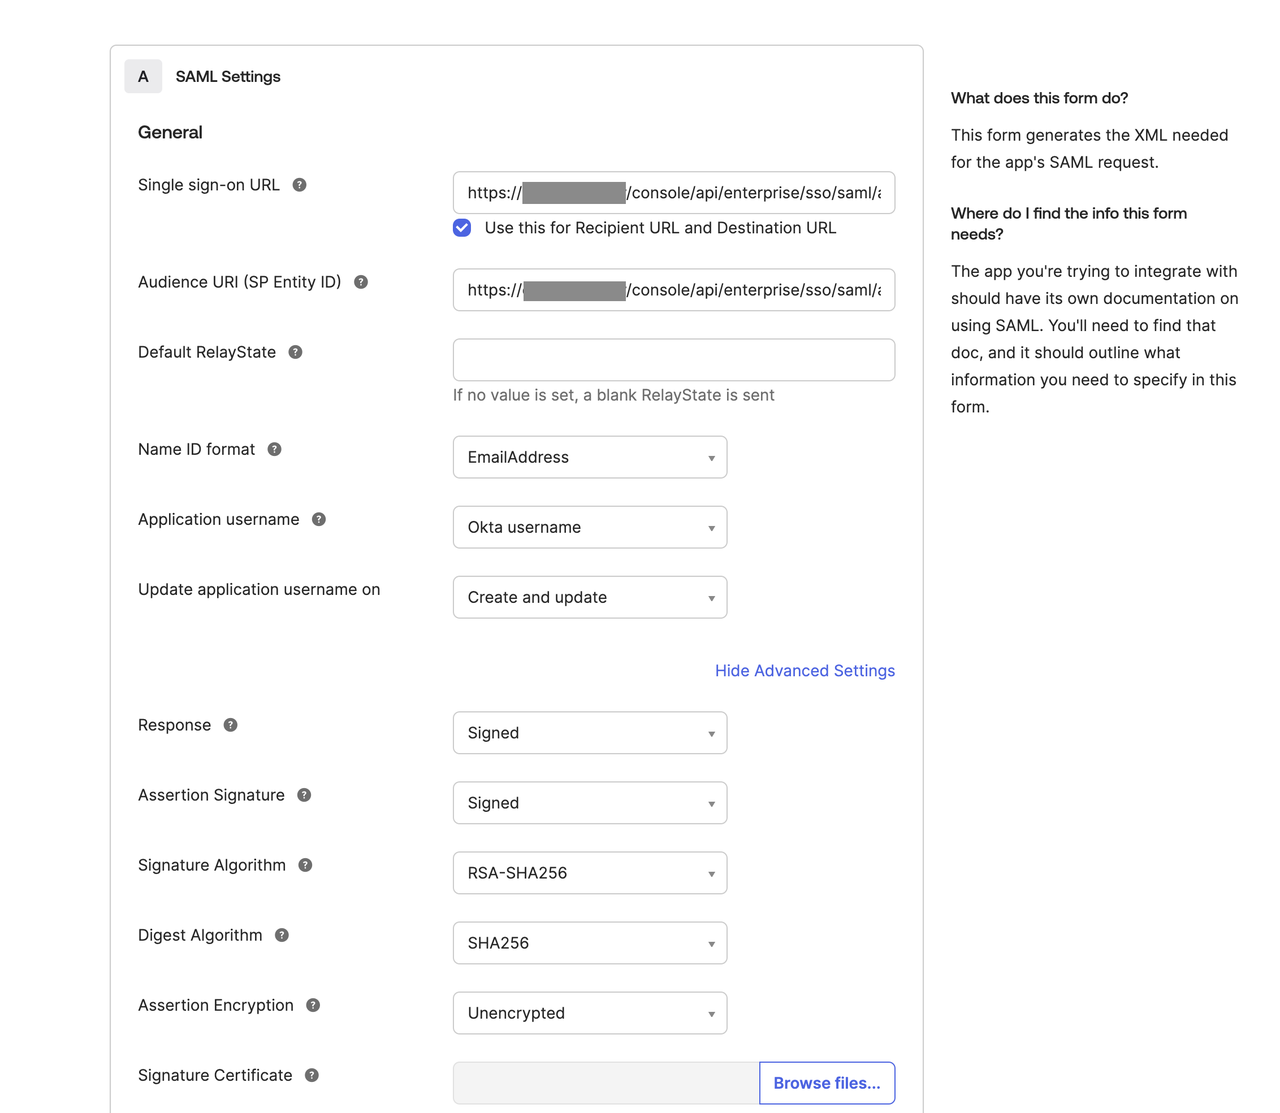 A SAML Settings
General
Single sign-on URL ?
https:// /console/api/enterprise/sso/saml/a
Use this for Recipient URL and Destination URL
Audience URI (SP Entity ID) ?
https:// /console/api/enterprise/sso/saml/a
Default RelayState ?
If no value is set, a blank RelayState is sent
Name ID format ?
EmailAddress
Application username ?
Okta username
Update application username on
Create and update
Hide Advanced Settings
Response ?
Signed
Assertion Signature ?
Signed
Signature Algorithm ?
RSA-SHA256
Digest Algorithm ?
SHA256
Assertion Encryption ?
Unencrypted
Signature Certificate ?
Browse files...
What does this form do?
This form generates the XML needed
for the app's SAML request.
Where do I find the info this form
needs?
The app you're trying to integrate with
should have its own documentation on
using SAML. You'll need to find that
doc, and it should outline what
information you need to specify in this
form.